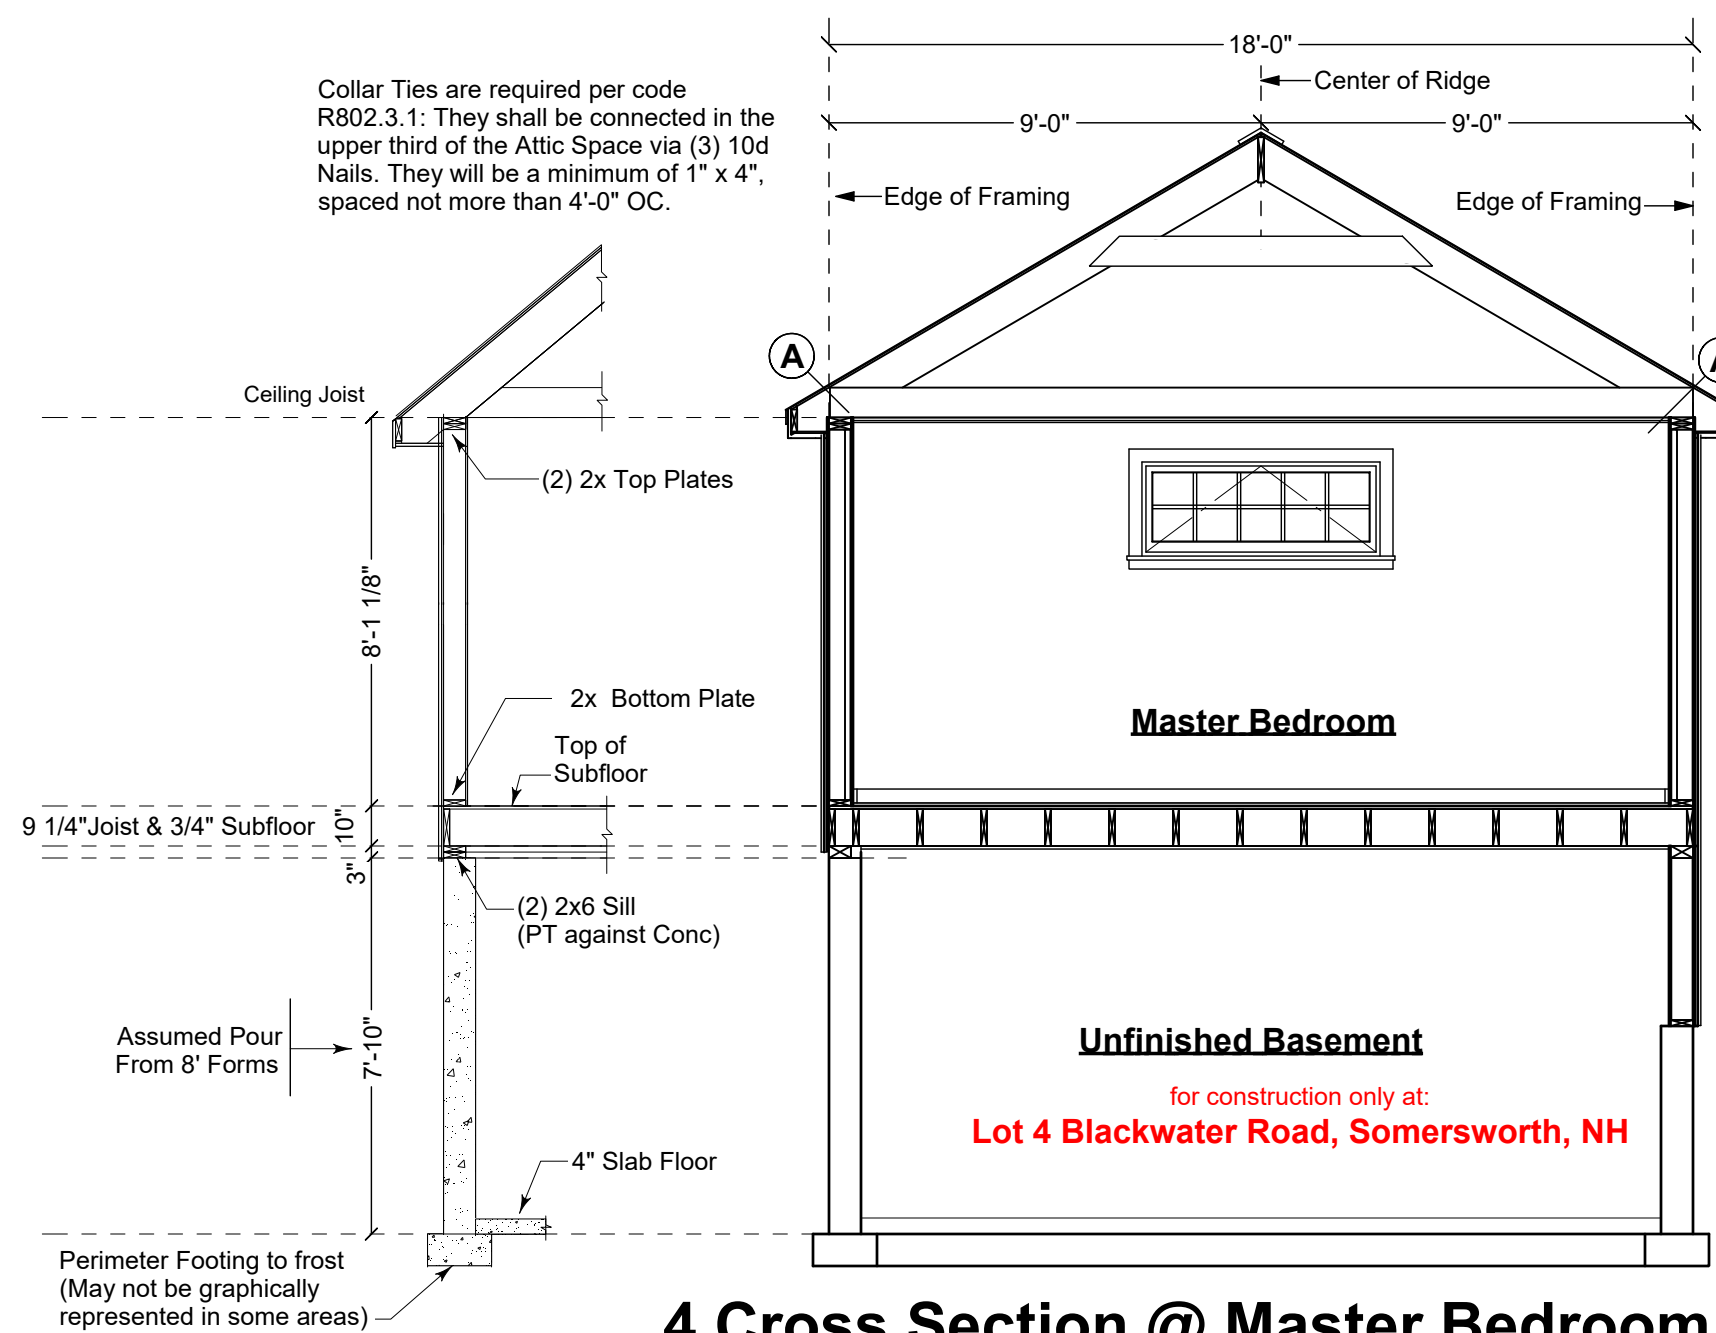 18'-0"
Center of Ridge
9'-0"
9'-0"
Collar Ties are required per code
R802.3.1: They shall be connected in the
upper third of the Attic Space via (3) 10d
Nails. They will be a minimum of 1" x 4",
spaced not more than 4'-0" OC.
Edge of Framing
Edge of Framing
A
A
Ceiling Joist
(2) 2x Top Plates
8'-1 1/8"
2x Bottom Plate
Top of
Subfloor
Master Bedroom
9 1/4"Joist & 3/4" Subfloor
10"
3"
(2) 2x6 Sill
(PT against Conc)
Assumed Pour
From 8' Forms
7'-10"
Unfinished Basement
for construction only at:
Lot 4 Blackwater Road, Somersworth, NH
4" Slab Floor
Perimeter Footing to frost
(May not be graphically
represented in some areas)
4 Cross Section @ Master Bedroom